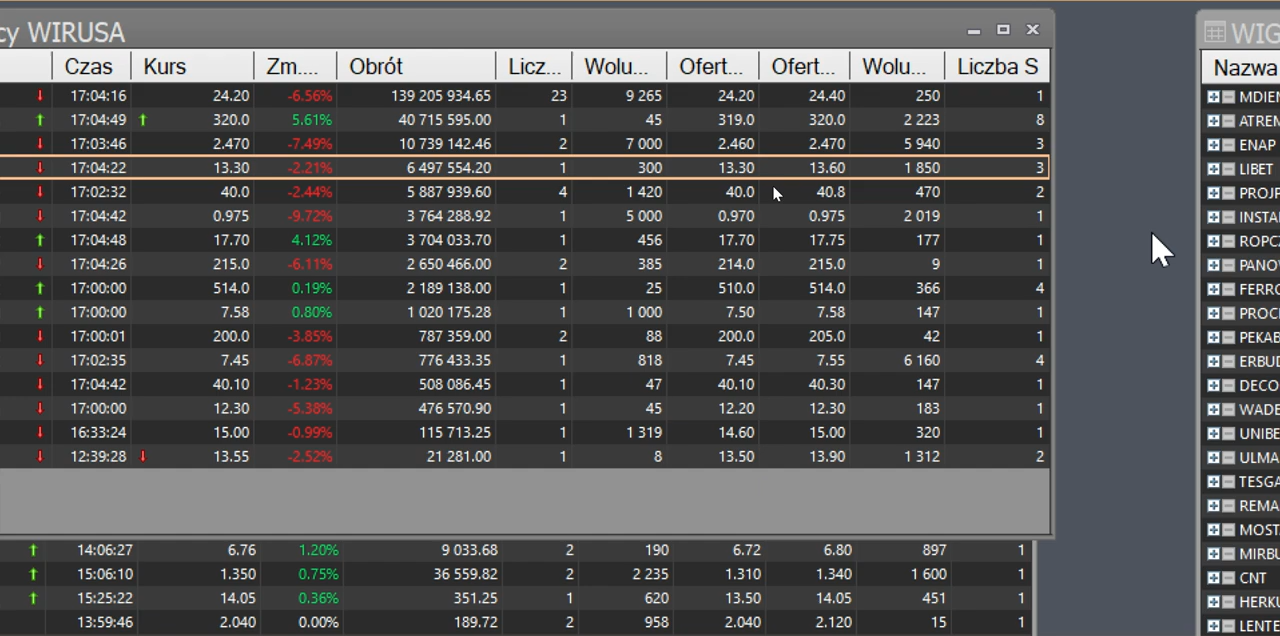 cy WIRUSA
WIG
Czas Kurs Zm.... Obrót Licz... Wolu... Ofert... Ofert... Wolu... Liczba S
Nazwa
17:04:16 24.20 -6.56% 139 205 934.65 23 9 265 24.20 24.40 250 1
MDIEN
17:04:49 320.0 5.61% 40 715 595.00 1 45 319.0 320.0 2 223 8
ATREM
17:03:46 2.470 -7.49% 10 739 142.46 2 7 000 2.460 2.470 5 940 3
ENAP
17:04:22 13.30 -2.21% 6 497 554.20 1 300 13.30 13.60 1 850 3
LIBET
17:02:32 40.0 -2.44% 5 887 939.60 4 1 420 40.0 40.8 470 2
PROJP
17:04:42 0.975 -9.72% 3 764 288.92 1 5 000 0.970 0.975 2 019 1
INSTA
17:04:48 17.70 4.12% 3 704 033.70 1 456 17.70 17.75 177 1
ROPCZ
17:04:26 215.0 -6.11% 2 650 466.00 2 385 214.0 215.0 9 1
PANOV
17:00:00 514.0 0.19% 2 189 138.00 1 25 510.0 514.0 366 4
FERRO
17:00:00 7.58 0.80% 1 020 175.28 1 1 000 7.50 7.58 147 1
PROCH
17:00:01 200.0 -3.85% 787 359.00 2 88 200.0 205.0 42 1
PEKAB
17:02:35 7.45 -6.87% 776 433.35 1 818 7.45 7.55 6 160 4
ERBUD
17:04:42 40.10 -1.23% 508 086.45 1 47 40.10 40.30 147 1
DECO
17:00:00 12.30 -5.38% 476 570.90 1 45 12.20 12.30 183 1
WADE
16:33:24 15.00 -0.99% 115 713.25 1 1 319 14.60 15.00 320 1
UNIBE
12:39:28 13.55 -2.52% 21 281.00 1 8 13.50 13.90 1 312 2
ULMA
TESGA
REMA
MOST
14:06:27 6.76 1.20% 9 033.68 2 190 6.72 6.80 897 1
MIRBU
15:06:10 1.350 0.75% 36 559.82 2 2 235 1.310 1.340 1 600 1
CNT
15:25:22 14.05 0.36% 351.25 1 620 13.50 14.05 451 1
HERKU
13:59:46 2.040 0.00% 189.72 2 958 2.040 2.120 15 1
LENTE